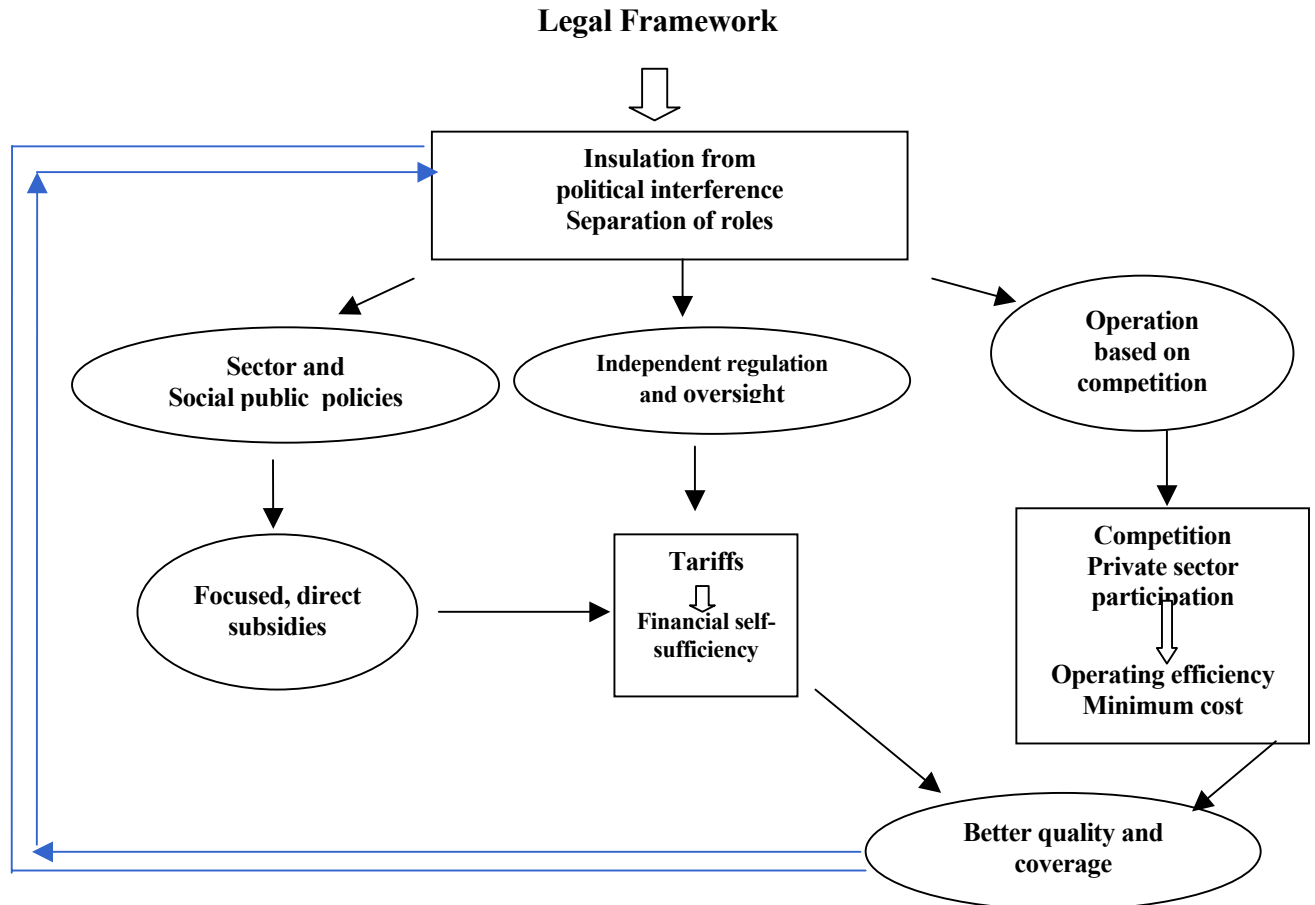 Legal Framework
Insulation from
political interference
Separation of roles
Sector and
Social public policies
Independent regulation
and oversight
Operation
based on
competition
Focused, direct
subsidies
Tariffs
Financial self-
sufficiency
Competition
Private sector
participation
Operating efficiency
Minimum cost
Better quality and
coverage